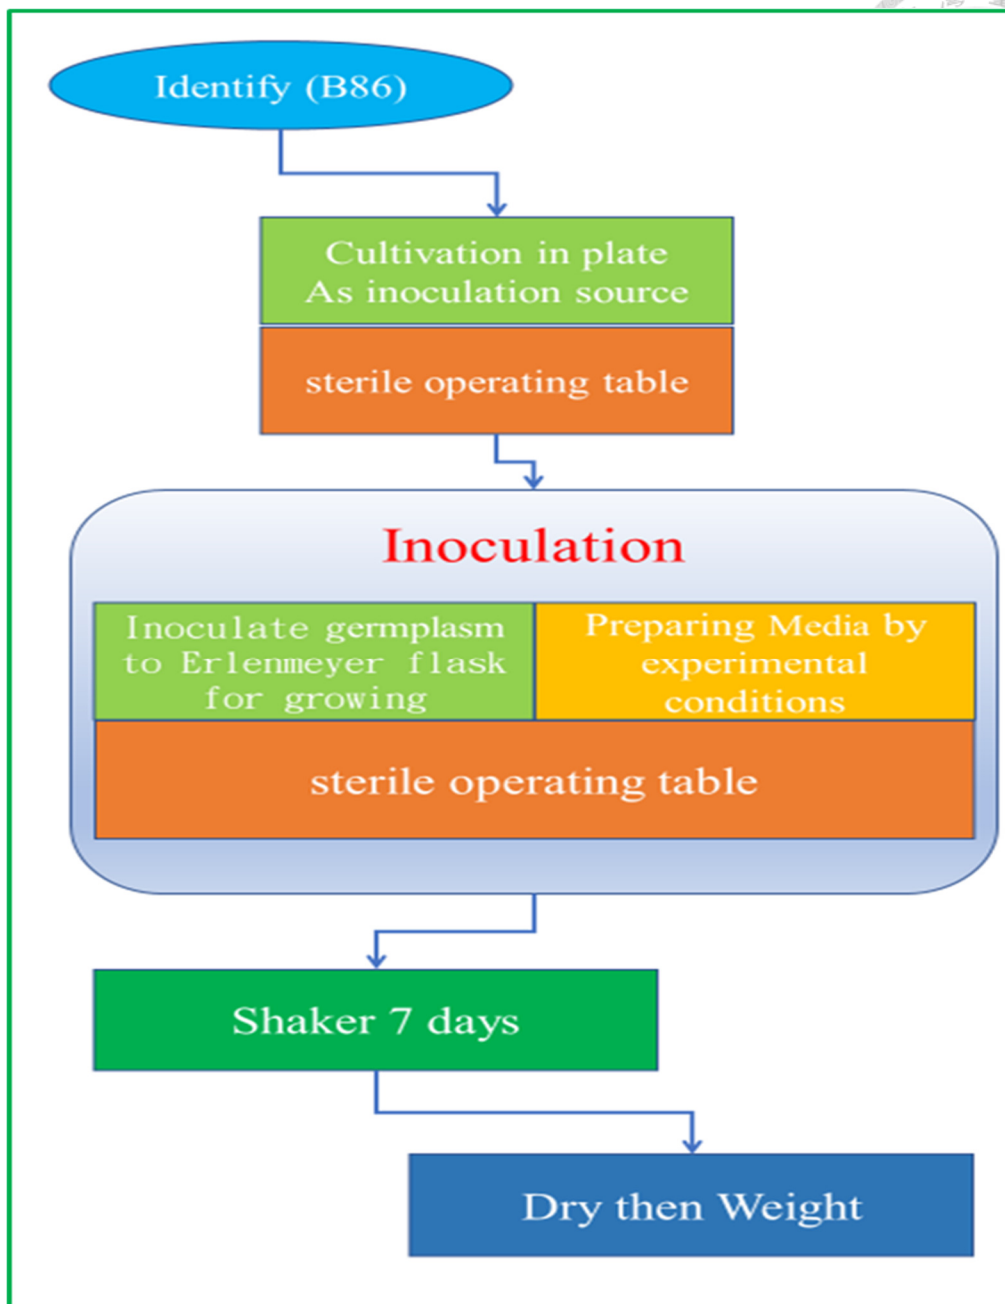 Identify (B86)
Cultivation in plate
As inoculation source
sterile operating table
Inoculation
Inoculate germplasm
to Erlenmeyer flask
for growing
Preparing Media by
experimental
conditions
sterile operating table
Shaker 7 days
Dry then Weight